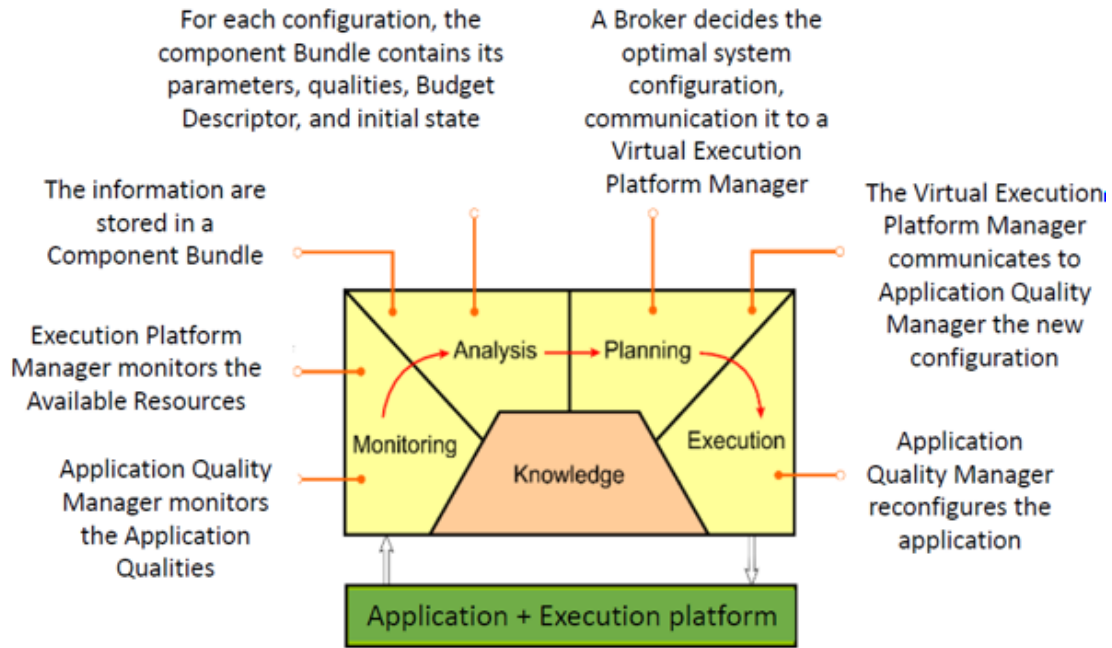 For each configuration, the
component Bundle contains its
parameters, qualities, Budget
Descriptor, and initial state
A Broker decides the
optimal system
configuration,
communication it to a
Virtual Execution
Platform Manager
The information are
stored in a
Component Bundle
The Virtual Execution
Platform Manager
communicates to
Application Quality
Manager the new
configuration
Execution Platform
Manager monitors the
Available Resources
Analysis
Planning
Monitoring
Execution
Knowledge
Application Quality
Manager monitors
the Application
Qualities
Application
Quality Manager
reconfigures the
application
Application + Execution platform